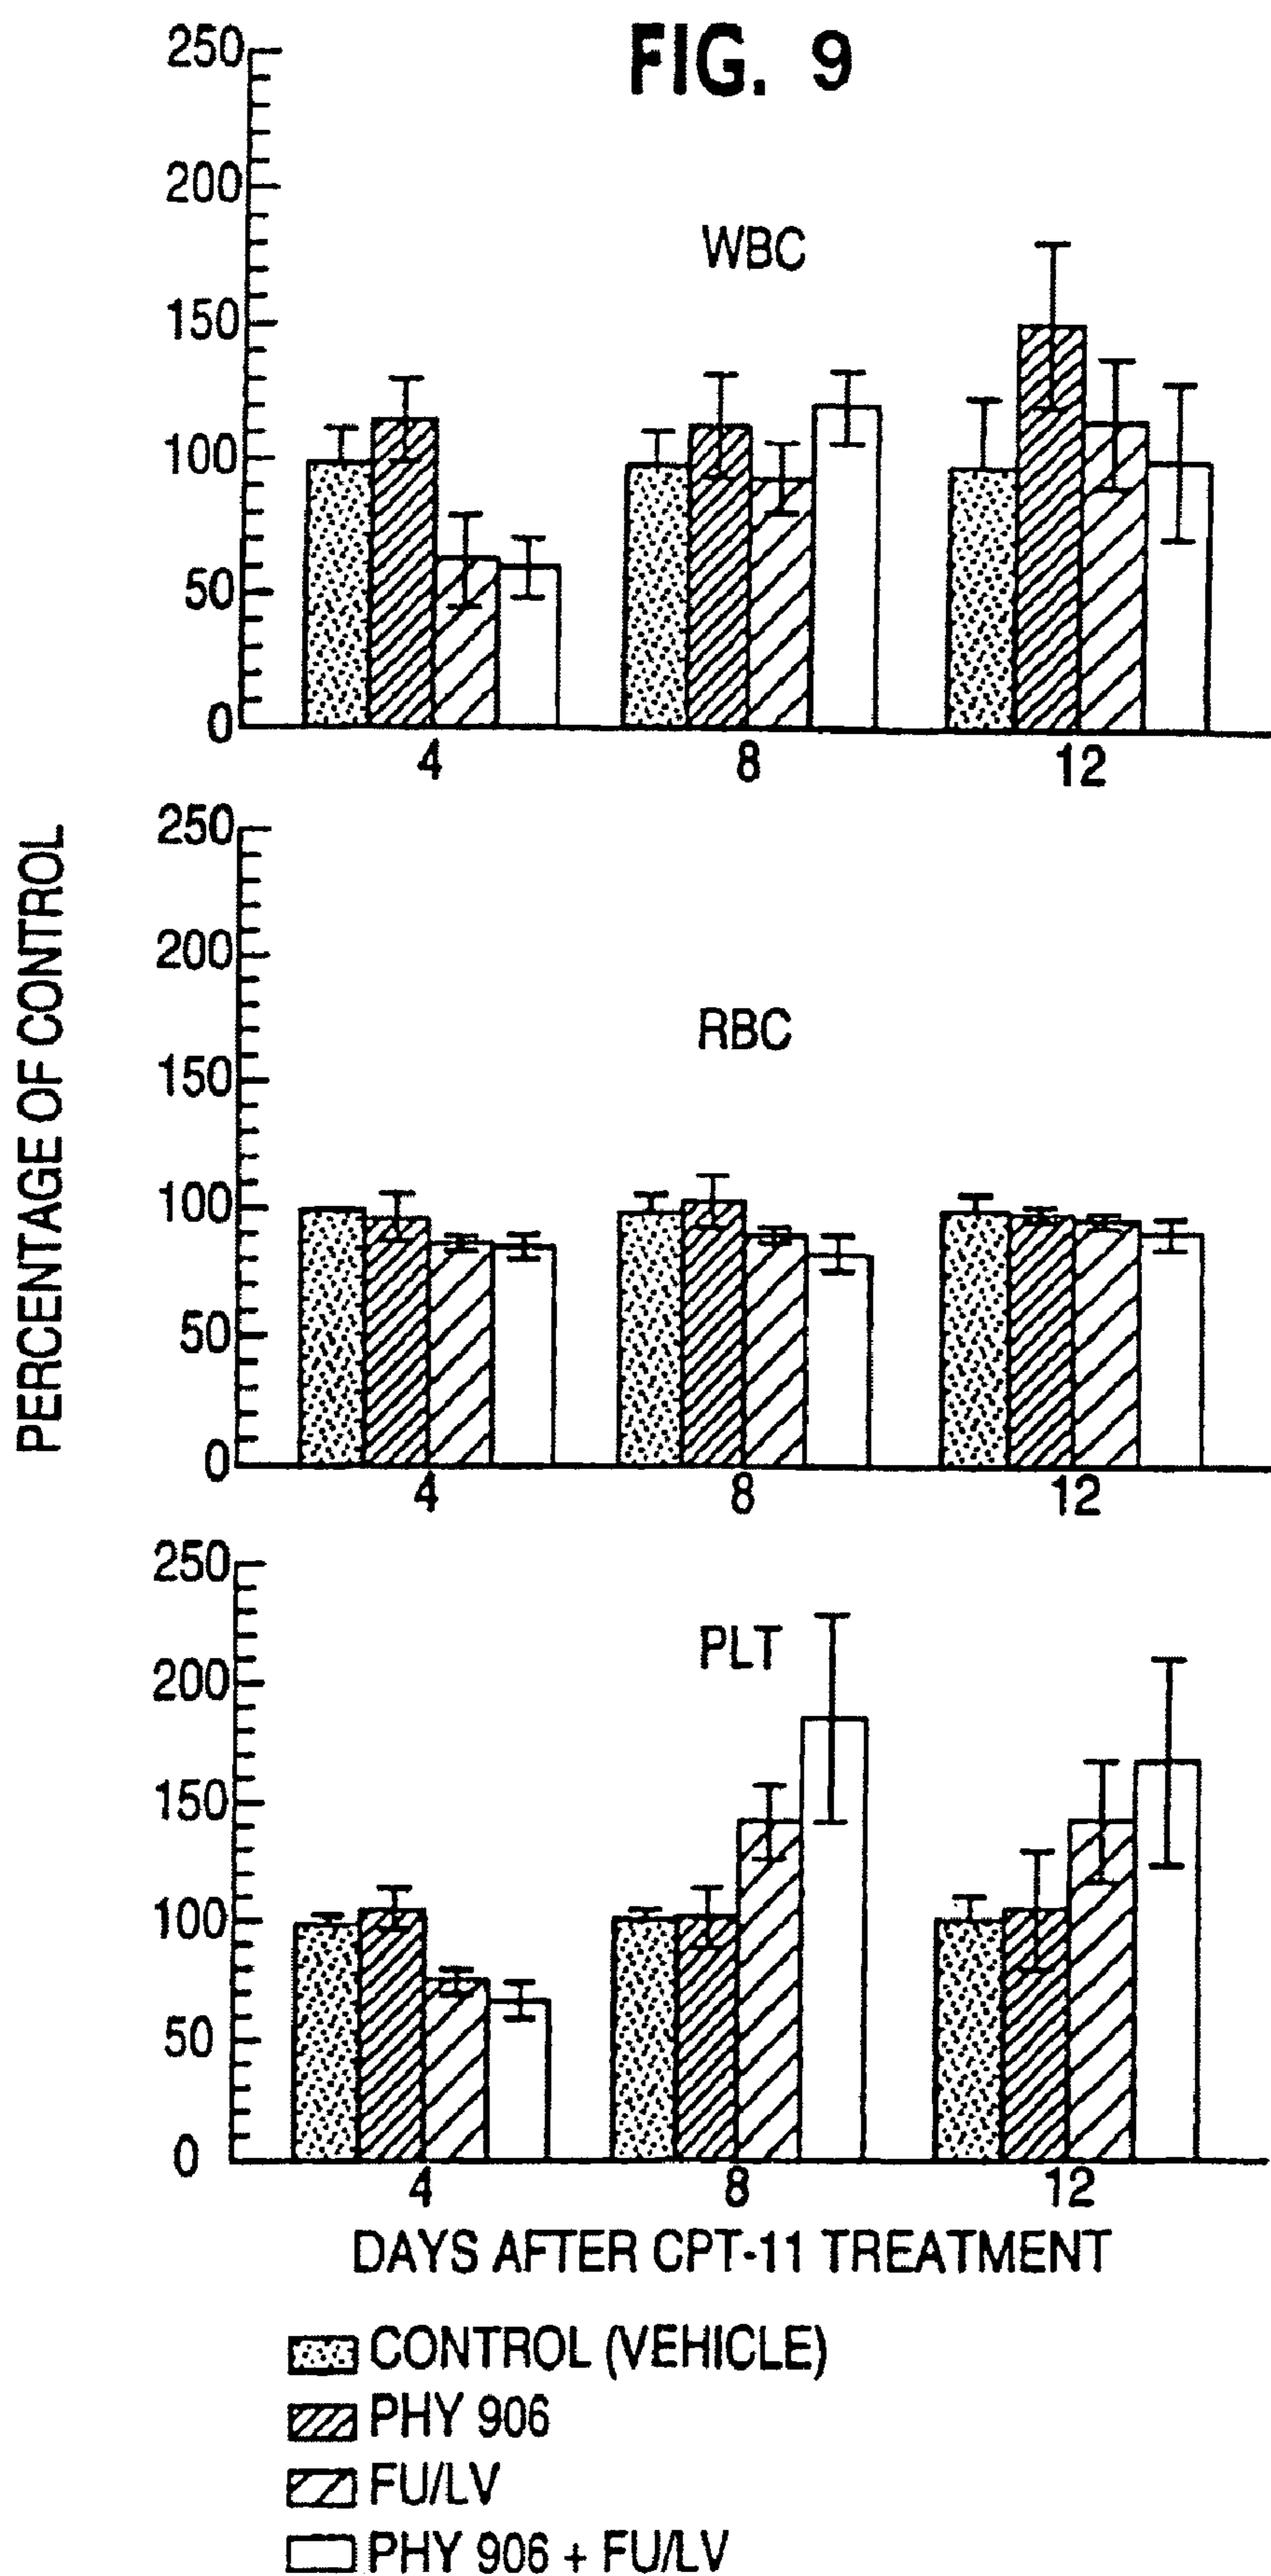 FIG. 9
250
200
150
100
50
0
WBC
4 8 12
PERCENTAGE OF CONTROL
250
200
150
100
50
0
RBC
4 8 12
250
200
150
100
50
0
PLT
4 8 12
DAYS AFTER CPT-11 TREATMENT
CONTROL (VEHICLE)
PHY 906
FU/LV
PHY 906 + FU/LV